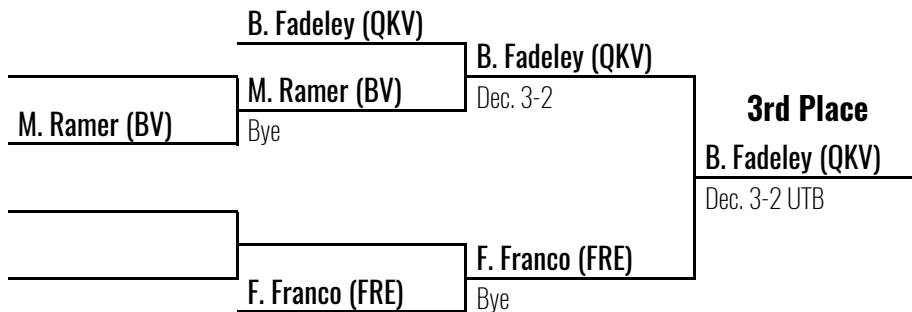 B. Fadeley (QKV)
B. Fadeley (QKV)
M. Ramer (BV)
Dec. 3-2
3rd Place
M. Ramer (BV)
Bye
B. Fadeley (QKV)
Dec. 3-2 UTB
F. Franco (FRE)
F. Franco (FRE)
Bye